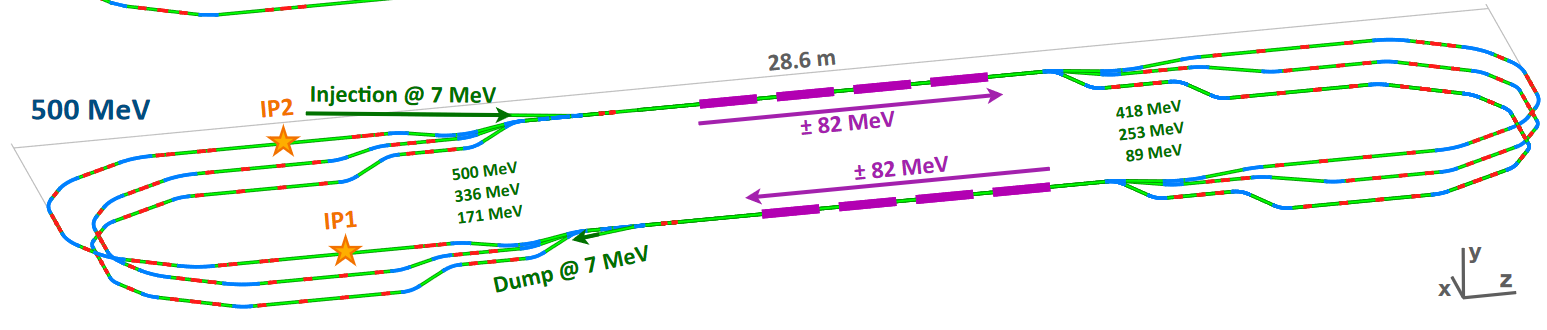 28.6 m
500 MeV
IP2
Injection @ 7 MeV
± 82 MeV
418 MeV
253 MeV
89 MeV
500 MeV
336 MeV
171 MeV
± 82 MeV
IP1
Dump @ 7 MeV
y
x
z